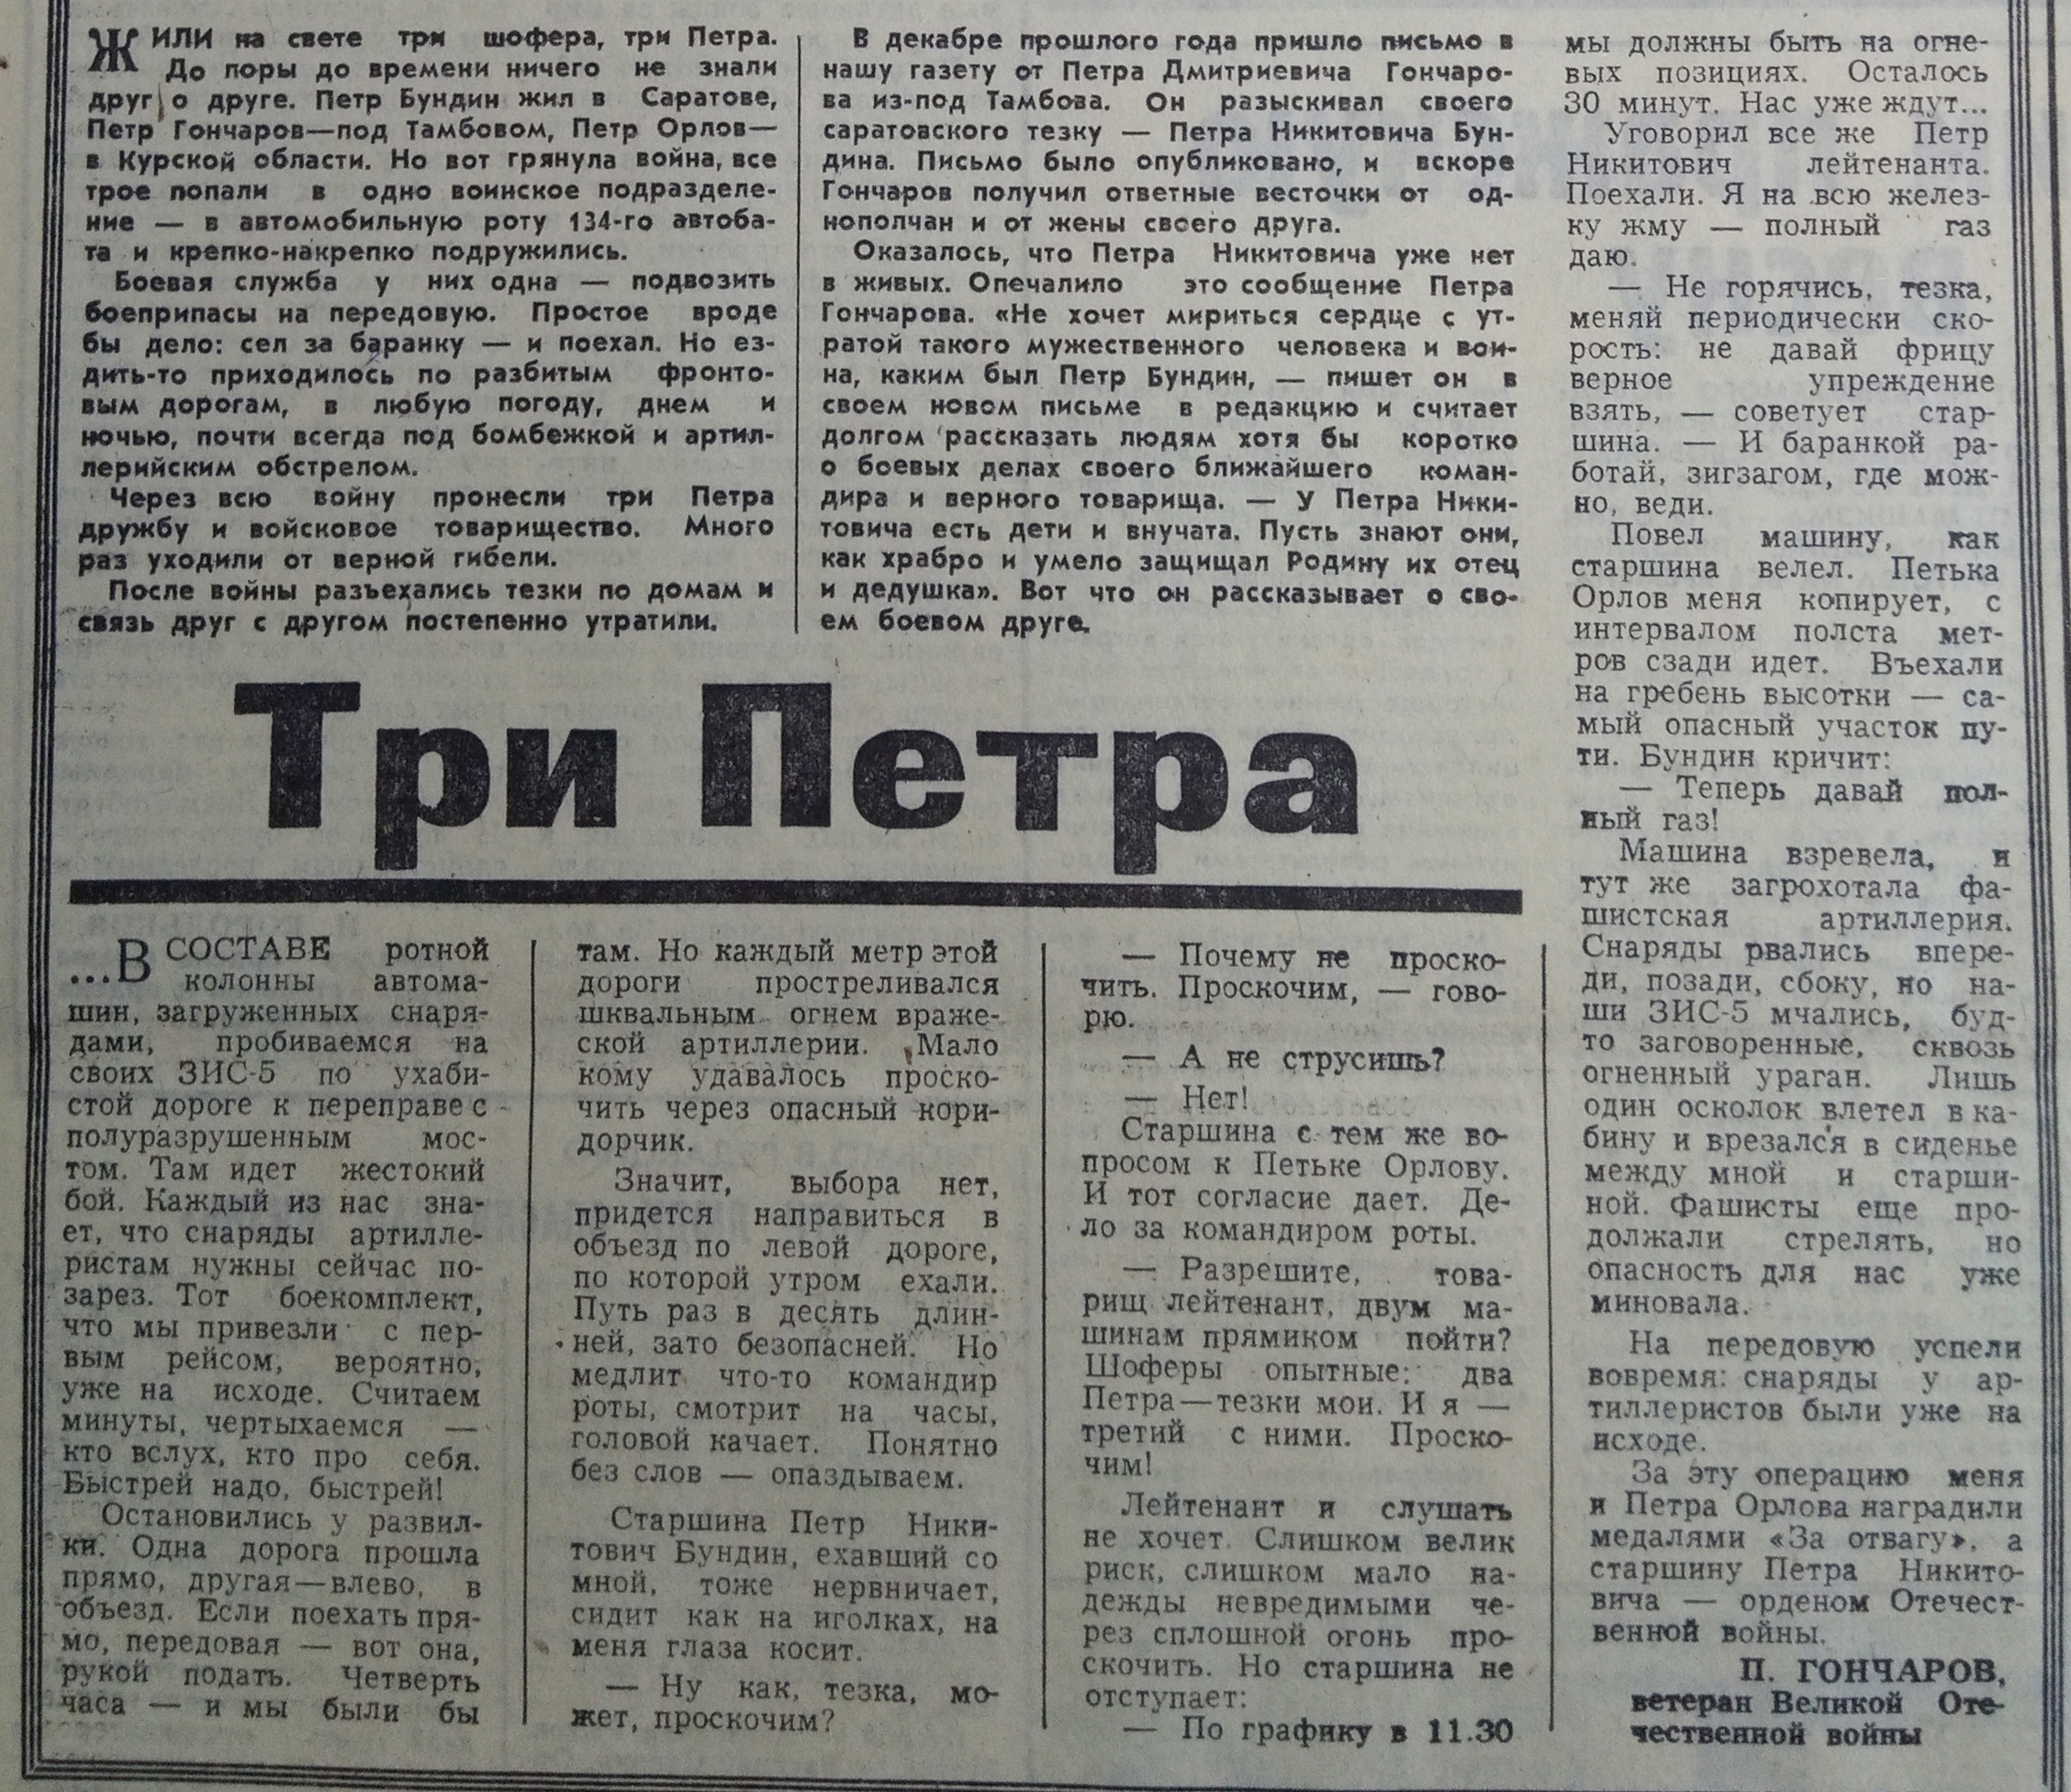 ЖИЛИ на свете три шофера, три Петра.
До поры до времени ничего не знали
друг о друге. Петр Бундин жил в Саратове,
Петр Гончаров—под Тамбовом, Петр Орлов—
в Курской области. Но вот грянула война, все
трое попали в одно воинское подразделе-
ние — в автомобильную роту 134-го автоба-
та и крепко-накрепко подружились.
Боевая служба у них одна — подвозить
боеприпасы на передовую. Простое вроде
бы дело: сел за баранку — и поехал. Но ез-
дить-то приходилось по разбитым фронто-
вым дорогам, в любую погоду, днем и
ночью, почти всегда под бомбежкой и артил-
лерийским обстрелом.
Через всю войну пронесли три Петра
дружбу и войсковое товарищество. Много
раз уходили от верной гибели.
После войны разъехались тезки по домам и
связь друг с другом постепенно утратили.
В декабре прошлого года пришло письмо в
нашу газету от Петра Дмитриевича Гончаро-
ва из-под Тамбова. Он разыскивал своего
саратовского тезку — Петра Никитовича Бун-
дина. Письмо было опубликовано, и вскоре
Гончаров получил ответные весточки от од-
нополчан и от жены своего друга.
Оказалось, что Петра Никитовича уже нет
в живых. Опечалило это сообщение Петра
Гончарова. «Не хочет мириться сердце с ут-
ратой такого мужественного человека и вои-
на, каким был Петр Бундин, — пишет он в
своем новом письме в редакцию и считает
долгом рассказать людям хотя бы коротко
о боевых делах своего ближайшего коман-
дира и верного товарища. — У Петра Ники-
товича есть дети и внучата. Пусть знают они,
как храбро и умело защищал Родину их отец
и дедушка». Вот что он рассказывает о сво-
ем боевом друге.
Три Петра
...В СОСТАВЕ ротной
колонны автома-
шин, загруженных снаря-
дами, пробиваемся на
своих ЗИС-5 по ухаби-
стой дороге к переправе с
полуразрушенным мос-
том. Там идет жестокий
бой. Каждый из нас зна-
ет, что снаряды артилле-
ристам нужны сейчас по-
зарез. Тот боекомплект,
что мы привезли с пер-
вым рейсом, вероятно,
уже на исходе. Считаем
минуты, чертыхаемся —
кто вслух, кто про себя.
Быстрей надо, быстрей!
Остановились у развил-
ки. Одна дорога прошла
прямо, другая—влево, в
объезд. Если поехать пря-
мо, передовая — вот она,
рукой подать. Четверть
часа — и мы были бы
там. Но каждый метр этой
дороги простреливался
шквальным огнем враже-
ской артиллерии. Мало
кому удавалось проско-
чить через опасный кори-
дорчик.
Значит, выбора нет,
придется направиться в
объезд по левой дороге,
по которой утром ехали.
Путь раз в десять длин-
ней, зато безопасней. Но
медлит что-то командир
роты, смотрит на часы,
головой качает. Понятно
без слов — опаздываем.
Старшина Петр Ники-
тович Бундин, ехавший со
мной, тоже нервничает,
сидит как на иголках, на
меня глаза косит.
— Ну как, тезка, мо-
жет, проскочим?
— Почему не проско-
чить. Проскочим, — гово-
рю.
— А не струсишь?
— Нет!
Старшина с тем же во-
просом к Петьке Орлову.
И тот согласие дает. Де-
ло за командиром роты.
— Разрешите, това-
рищ лейтенант, двум ма-
шинам прямиком пойти?
Шоферы опытные: два
Петра—тезки мои. И я —
третий с ними. Проско-
чим!
Лейтенант и слушать
не хочет. Слишком велик
риск, слишком мало на-
дежды невредимыми че-
рез сплошной огонь про-
скочить. Но старшина не
отступает:
— По графику в 11.30
мы должны быть на огне-
вых позициях. Осталось
30 минут. Нас уже ждут...
Уговорил все же Петр
Никитович лейтенанта.
Поехали. Я на всю желез-
ку жму — полный газ
даю.
— Не горячись, тезка,
меняй периодически ско-
рость: не давай фрицу
верное упреждение
взять, — советует стар-
шина. — И баранкой ра-
ботай, зигзагом, где мож-
но, веди.
Повел машину, как
старшина велел. Петька
Орлов меня копирует, с
интервалом полста мет-
ров сзади идет. Въехали
на гребень высотки — са-
мый опасный участок пу-
ти. Бундин кричит:
— Теперь давай пол-
ный газ!
Машина взревела, и
тут же загрохотала фа-
шистская артиллерия.
Снаряды рвались впере-
ди, позади, сбоку, но на-
ши ЗИС-5 мчались, буд-
то заговоренные, сквозь
огненный ураган. Лишь
один осколок влетел в ка-
бину и врезался в сиденье
между мной и старши-
ной. Фашисты еще про-
должали стрелять, но
опасность для нас уже
миновала.
На передовую успели
вовремя: снаряды у ар-
тиллеристов были уже на
исходе.
За эту операцию меня
и Петра Орлова наградили
медалями «За отвагу», а
старшину Петра Никито-
вича — орденом Отечест-
венной войны.
П. ГОНЧАРОВ,
ветеран Великой Оте-
чественной войны